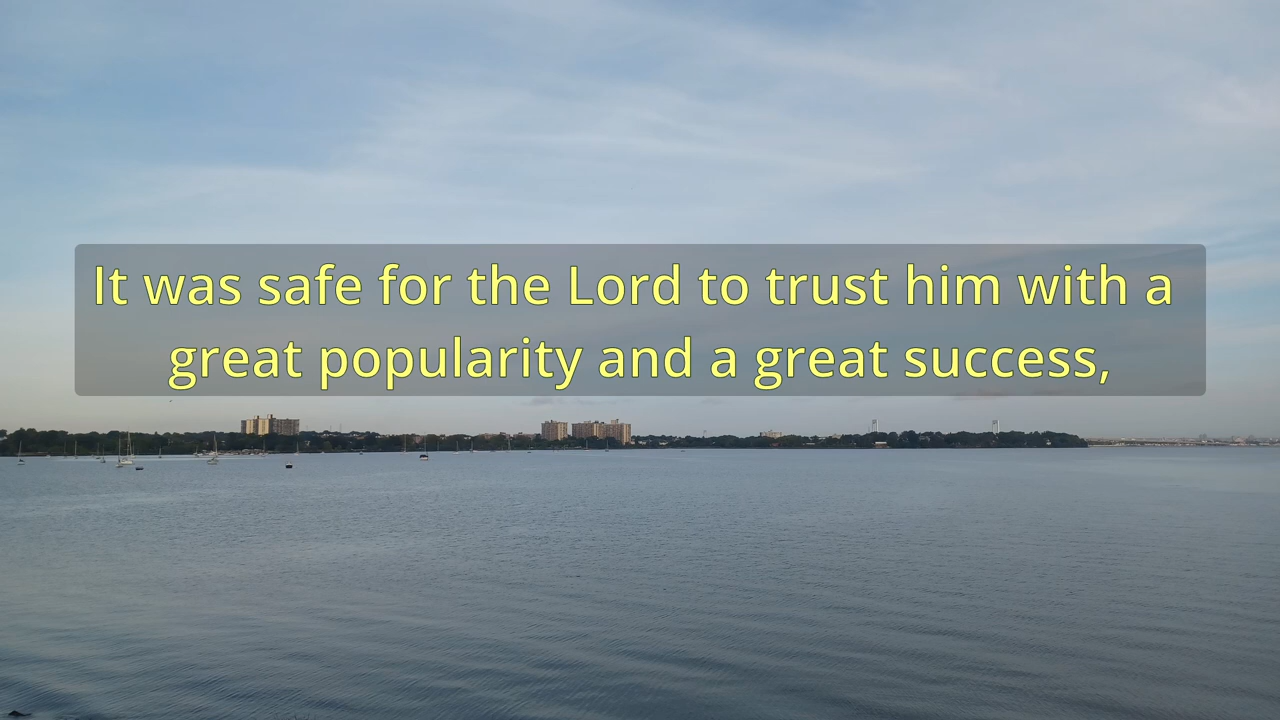 It was safe for the Lord to trust him with a
great popularity and a great success,